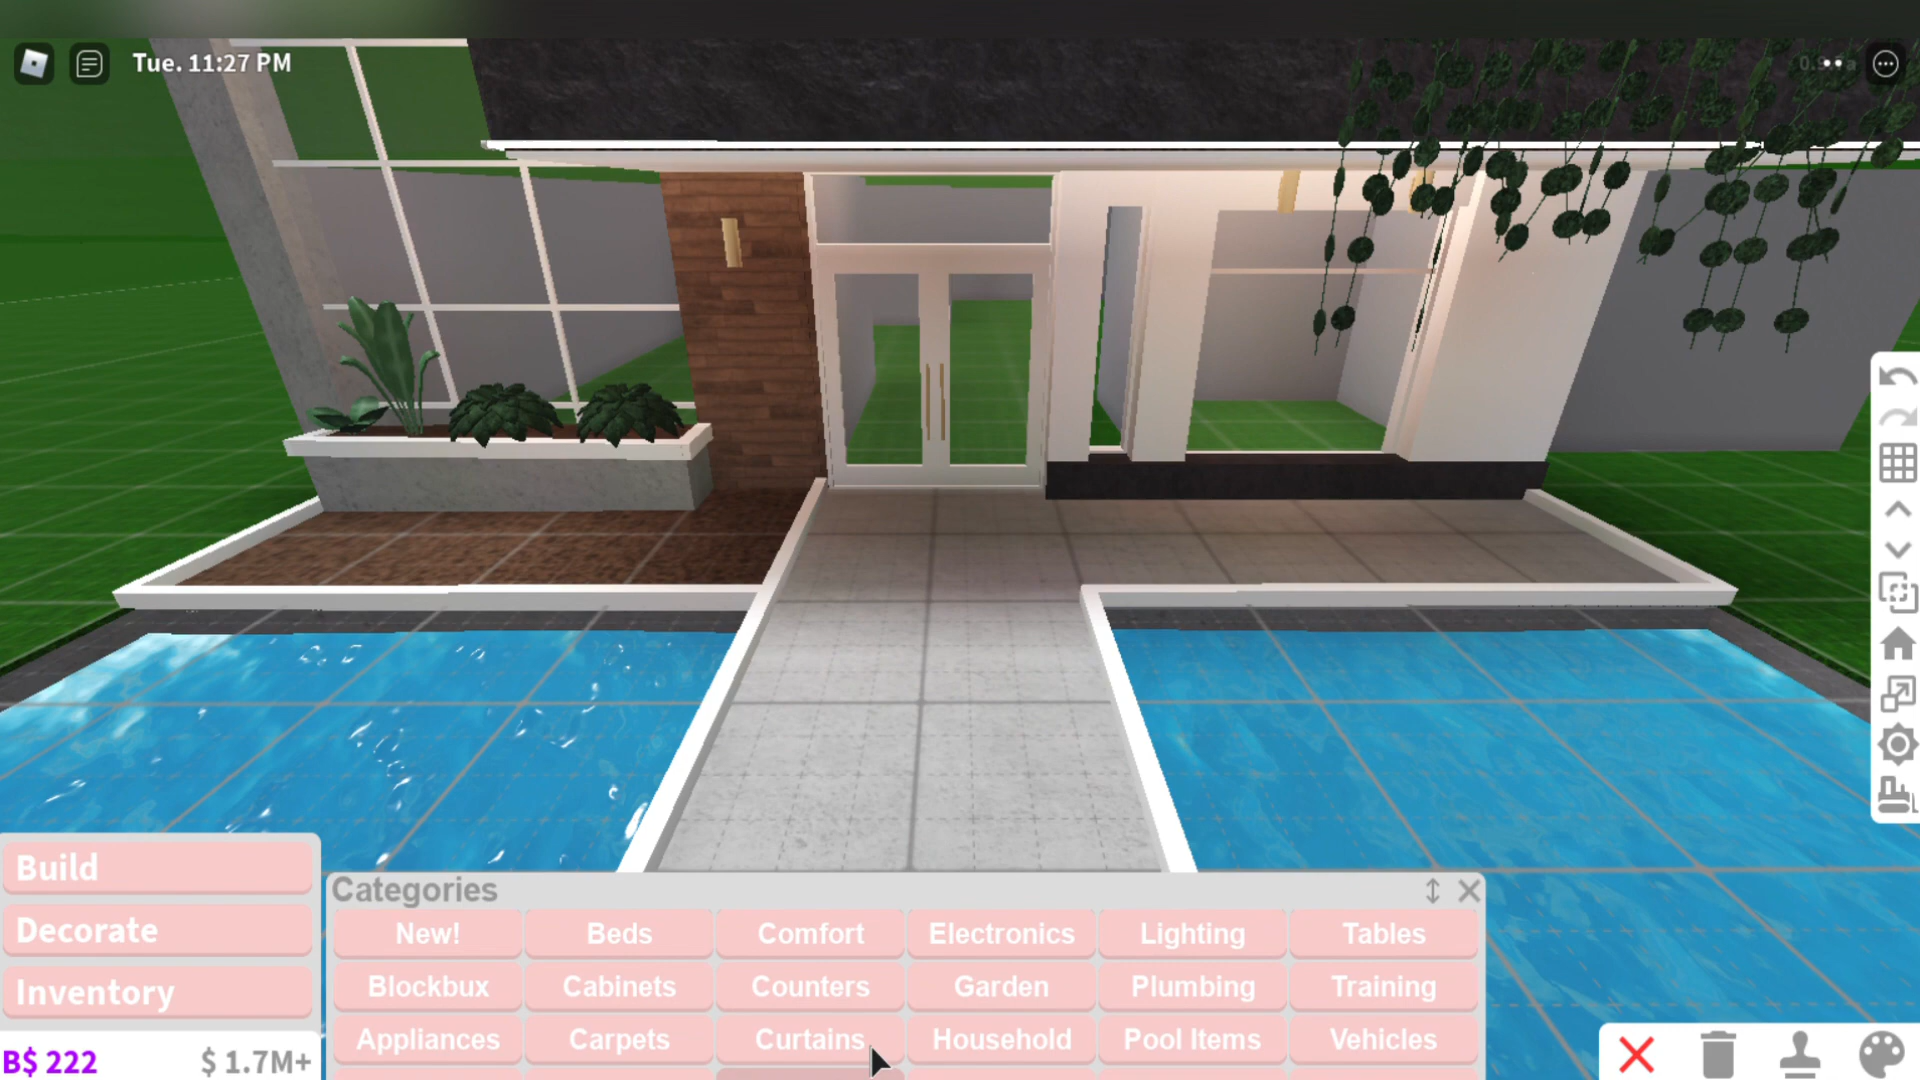 Tue. 11:27 PM
Build
Decorate
Inventory
B$ 222
$ 1.7M+
Categories
New!
Beds
Comfort
Electronics
Lighting
Tables
Blockbux
Cabinets
Counters
Garden
Plumbing
Training
Appliances
Carpets
Curtains
Household
Pool Items
Vehicles